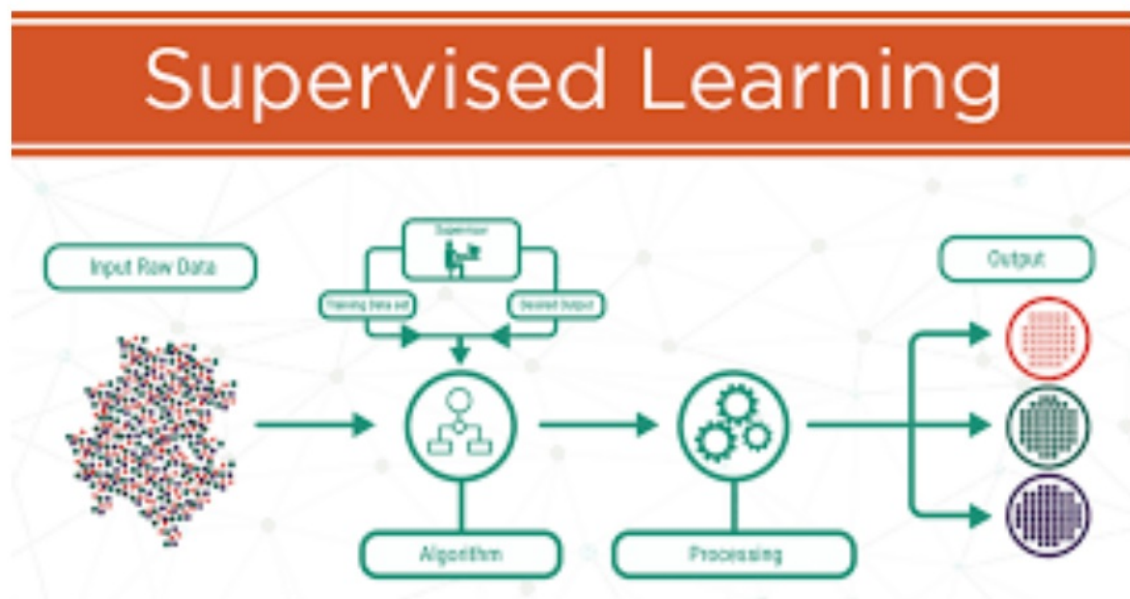 Supervised Learning
Supervisor
Input Raw Data
Output
Training Data set
Desired Output
Algorithm
Processing